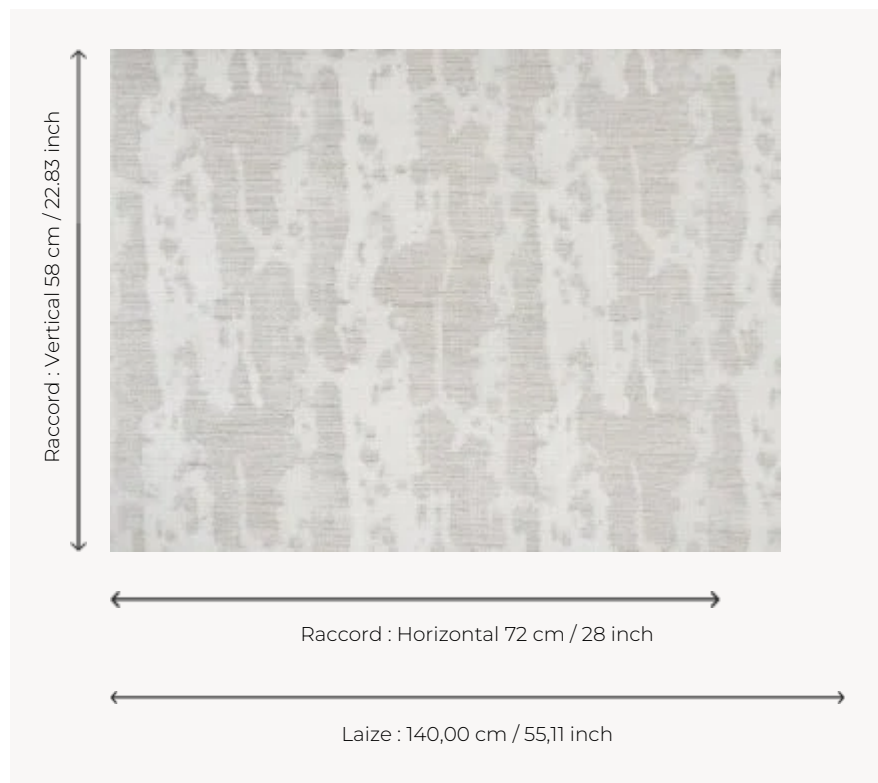 Raccord : Vertical 58 cm / 22.83 inch
Raccord : Horizontal 72 cm / 28 inch
Laize : 140,00 cm / 55,11 inch